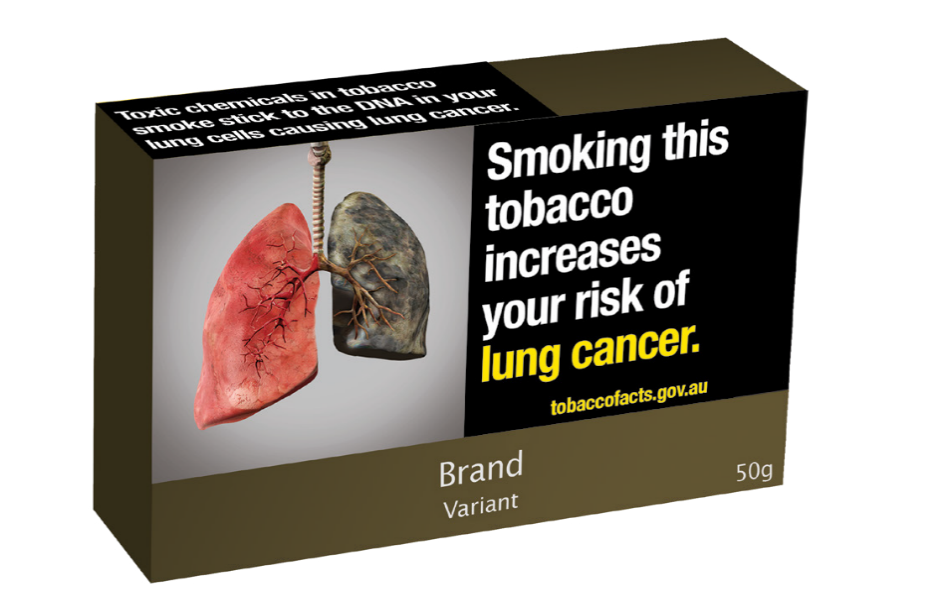 Toxic chemicals in tobacco
smoke stick to the DNA in your
lung cells causing lung cancer.
Smoking this
tobacco
increases
your risk of
lung cancer.
tobaccofacts.gov.au
Brand
Variant
50g